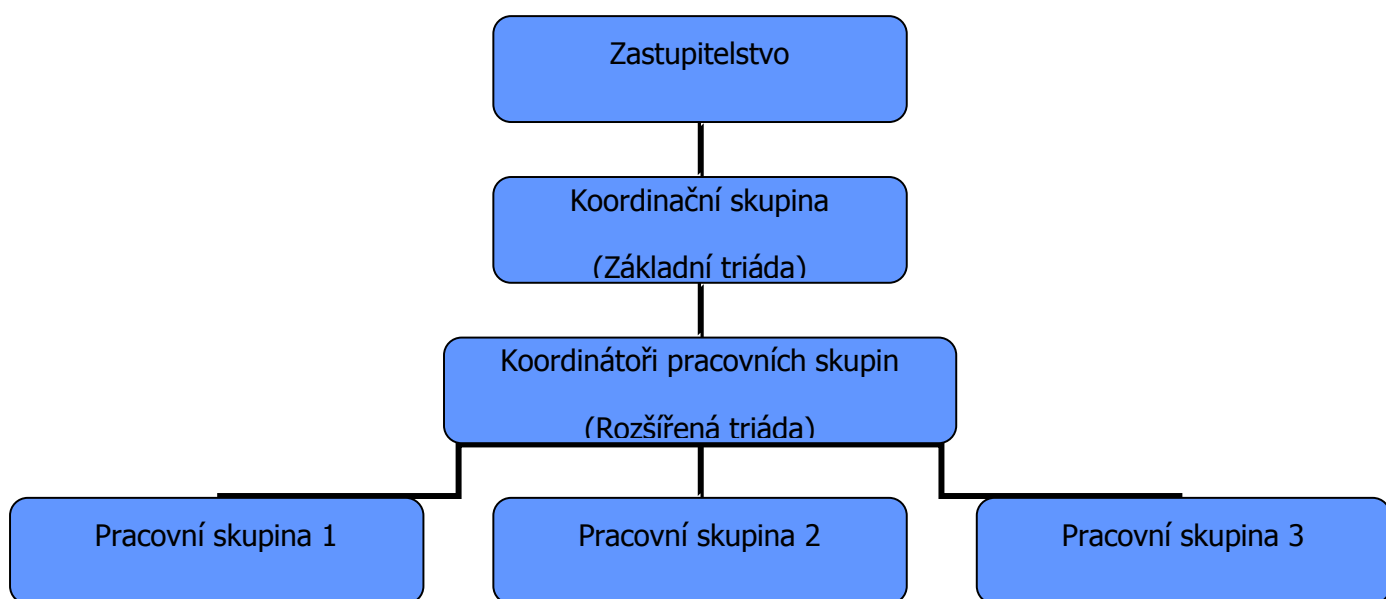 Zastupitelstvo
Koordinační skupina
(Základní triáda)
Koordinátoři pracovních skupin
(Rozšířená triáda)
Pracovní skupina 1
Pracovní skupina 2
Pracovní skupina 3